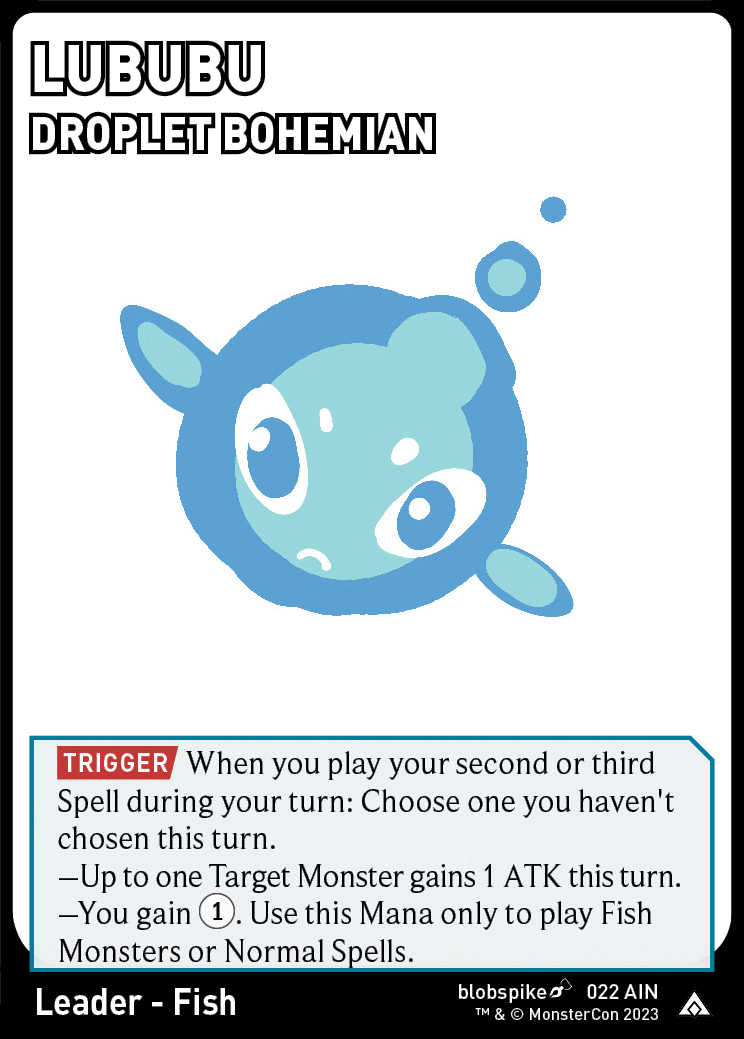 LUBUBU
DROPLET BOHEMIAN
TRIGGER When you play your second or third
Spell during your turn: Choose one you haven't
chosen this turn.
–Up to one Target Monster gains 1 ATK this turn.
–You gain 1. Use this Mana only to play Fish
Monsters or Normal Spells.
Leader - Fish
blobspike 022 AIN
™ & © MonsterCon 2023